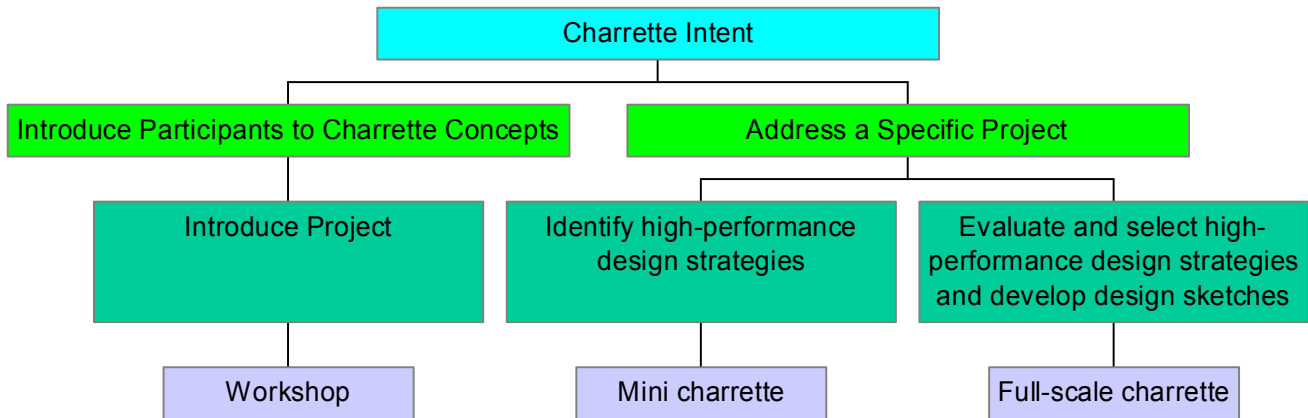 Charrette Intent
Introduce Participants to Charrette Concepts
Address a Specific Project
Introduce Project
Identify high-performance
design strategies
Evaluate and select high-
performance design strategies
and develop design sketches
Workshop
Mini charrette
Full-scale charrette